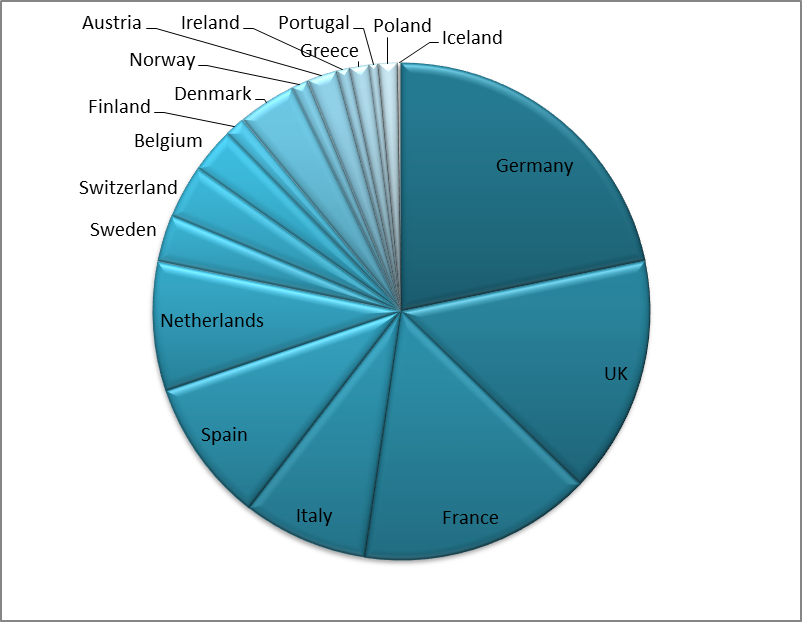 Austria
Ireland
Portugal
Poland
Iceland
Greece
Norway
Denmark
Finland
Belgium
Germany
Switzerland
Sweden
Netherlands
UK
Spain
Italy
France